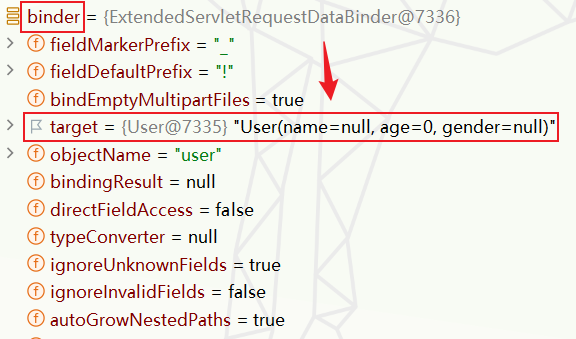 binder = {ExtendedServletRequestDataBinder@7336}
f fieldMarkerPrefix = "_"
f fieldDefaultPrefix = "!"
f bindEmptyMultipartFiles = true
target = {User@7335} "User(name=null, age=0, gender=null)"
f objectName = "user"
f bindingResult = null
f directFieldAccess = false
f typeConverter = null
f ignoreUnknownFields = true
f ignoreInvalidFields = false
f autoGrowNestedPaths = true